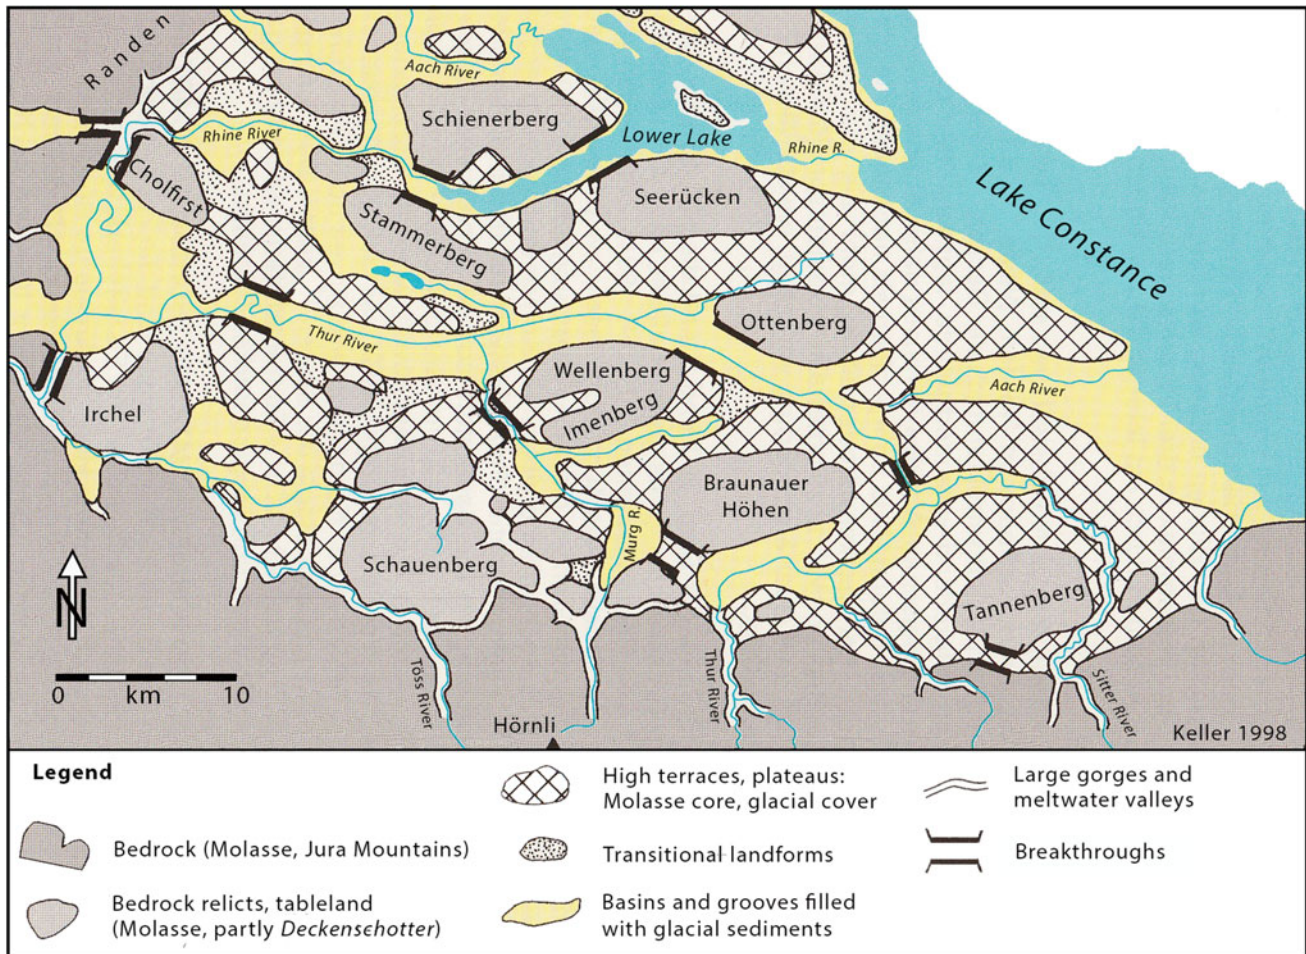 Randen
Aach River
Schienerberg
Rhine River
Lower Lake
Rhine R.
Cholfirst
Seerücken
Stammerberg
Lake Constance
Ottenberg
Thur River
Wellenberg
Aach River
Irchel
Imenberg
Braunauer
Höhen
Murg R.
Schauenberg
Tannenberg
N
0 km 10
Töss River
Thur River
Sitter River
Hörnli
Keller 1998
Legend
Bedrock (Molasse, Jura Mountains)
Bedrock relicts, tableland
(Molasse, partly Deckenschotter)
High terraces, plateaus:
Molasse core, glacial cover
Transitional landforms
Basins and grooves filled
with glacial sediments
Large gorges and
meltwater valleys
Breakthroughs